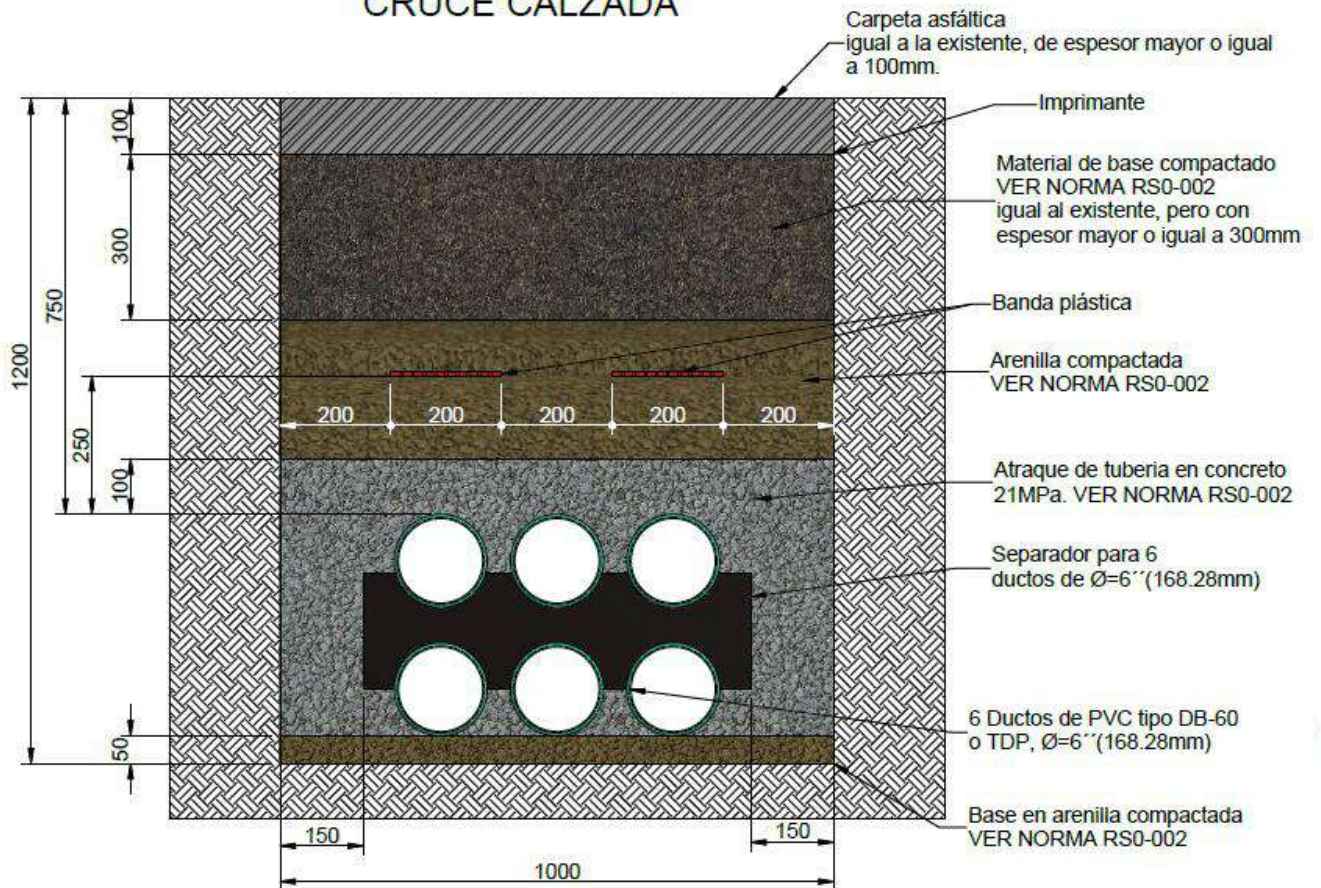 CRUCE CALZADA
Carpeta asfáltica
igual a la existente, de espesor mayor o igual
a 100mm.
Imprimante
Material de base compactado
VER NORMA RS0-002
igual al existente, pero con
espesor mayor o igual a 300mm
Banda plástica
Arenilla compactada
VER NORMA RS0-002
Atraque de tuberia en concreto
21MPa. VER NORMA RS0-002
Separador para 6
ductos de Ø=6´´(168.28mm)
6 Ductos de PVC tipo DB-60
o TDP, Ø=6´´(168.28mm)
Base en arenilla compactada
VER NORMA RS0-002
100
300
750
1200
250
100
50
200 200 200 200 200
150 150
1000